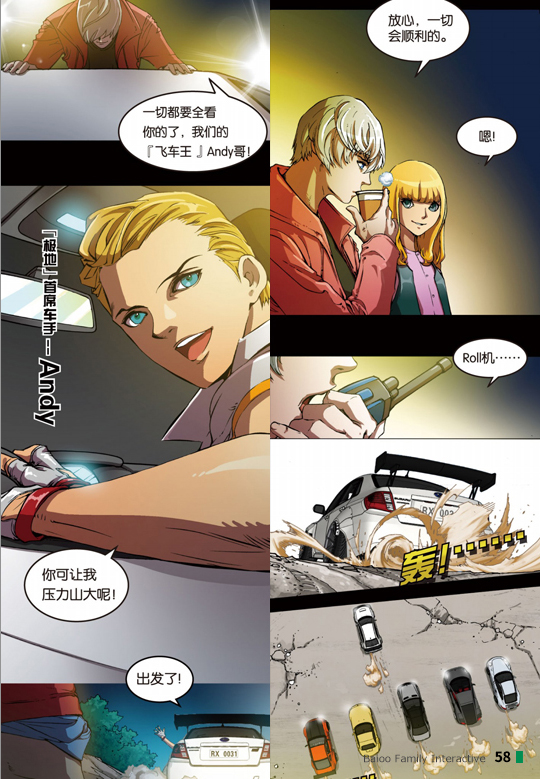 一切都要全看
你的了，我们的
『飞车王 』Andy哥！
『极地』首席车手---Andy
你可让我
压力山大呢！
出发了！
RX 0031
放心，一切
会顺利的。
嗯！
Roll机……
轰！……
Baioo Family Interactive 58